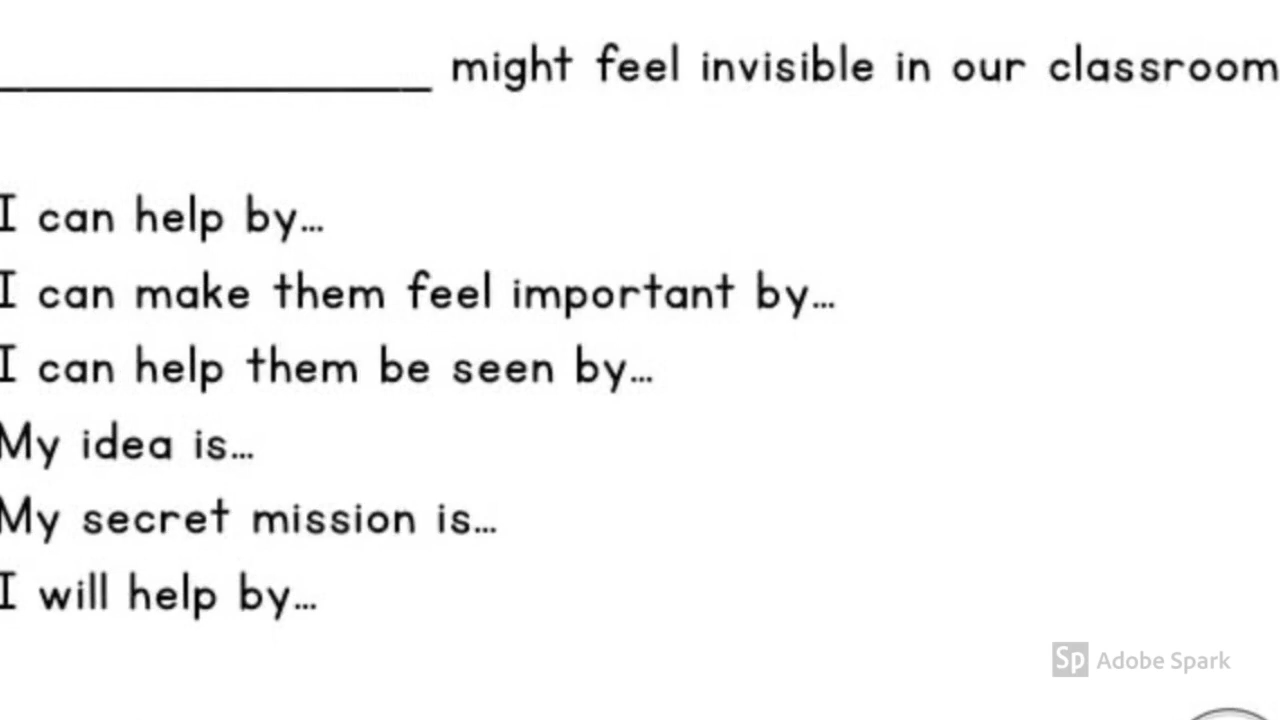 ________________ might feel invisible in our classroom
I can help by...
I can make them feel important by...
I can help them be seen by...
My idea is...
My secret mission is...
I will help by...
Sp Adobe Spark